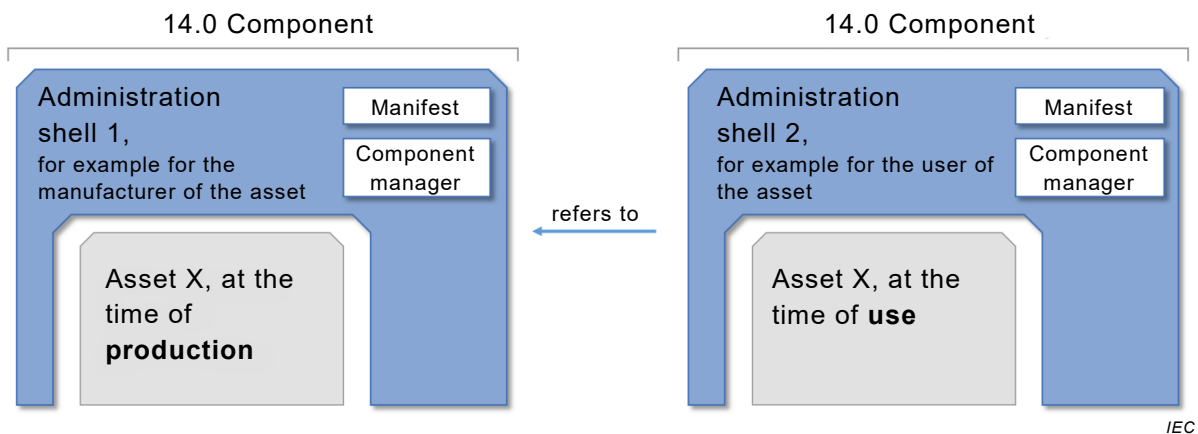 14.0 Component
Administration
shell 1,
for example for the
manufacturer of the asset
Manifest
Component
manager
Asset X, at the
time of
production
refers to
14.0 Component
Administration
shell 2,
for example for the user of
the asset
Manifest
Component
manager
Asset X, at the
time of use
IEC